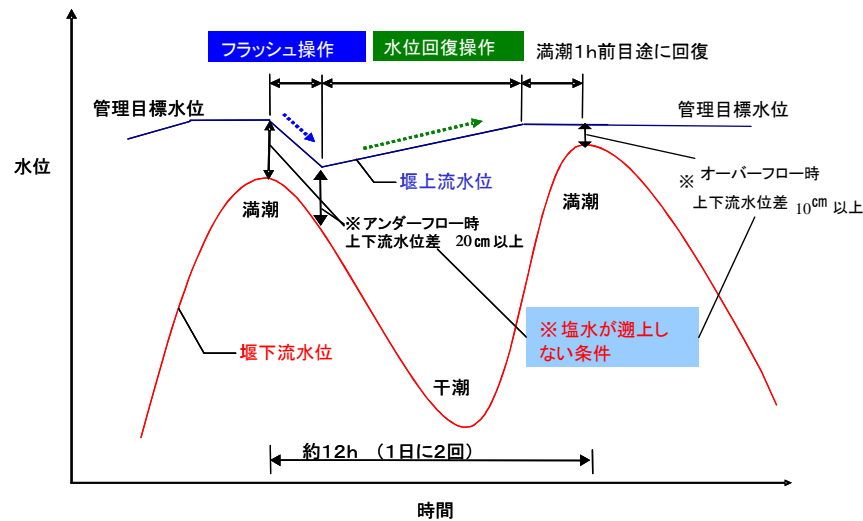 フラッシュ操作
水位回復操作
満潮1h前目途に回復
管理目標水位
管理目標水位
水位
堰上流水位
オーバーフロー時
※
上下流水位差 10cm以上
満潮
満潮
※アンダーフロー時
上下流水位差 20cm以上
※塩水が遡上し
ない条件
堰下流水位
干潮
約12h (1日に2回)
時間